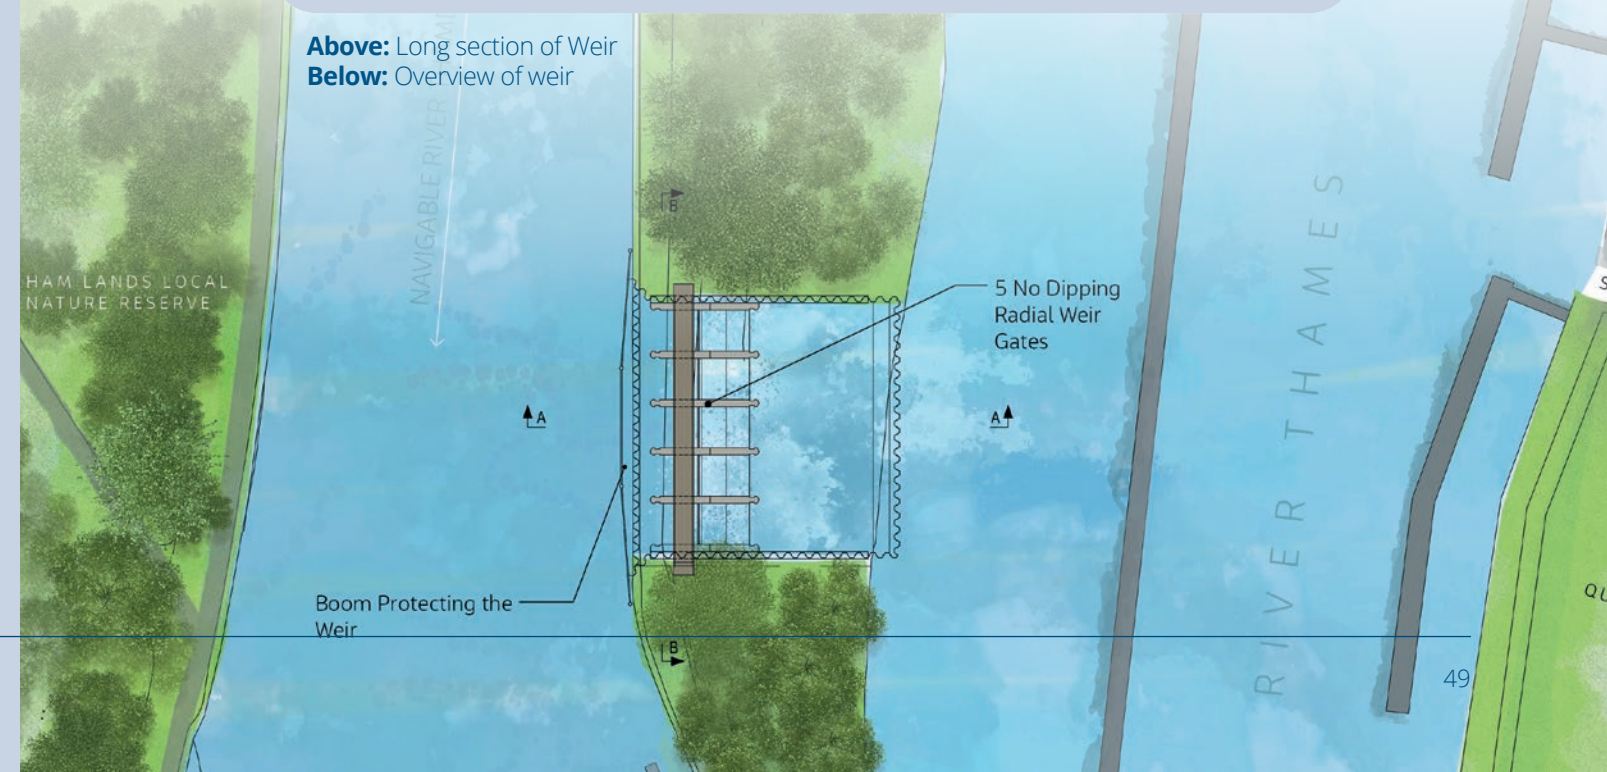 Above: Long section of Weir
Below: Overview of weir
NAVIGABLE RIVER
HAM LANDS LOCAL
NATURE RESERVE
B
5 No Dipping
Radial Weir
Gates
A
A
RIVER THAMES
Boom Protecting the
Weir
B
49